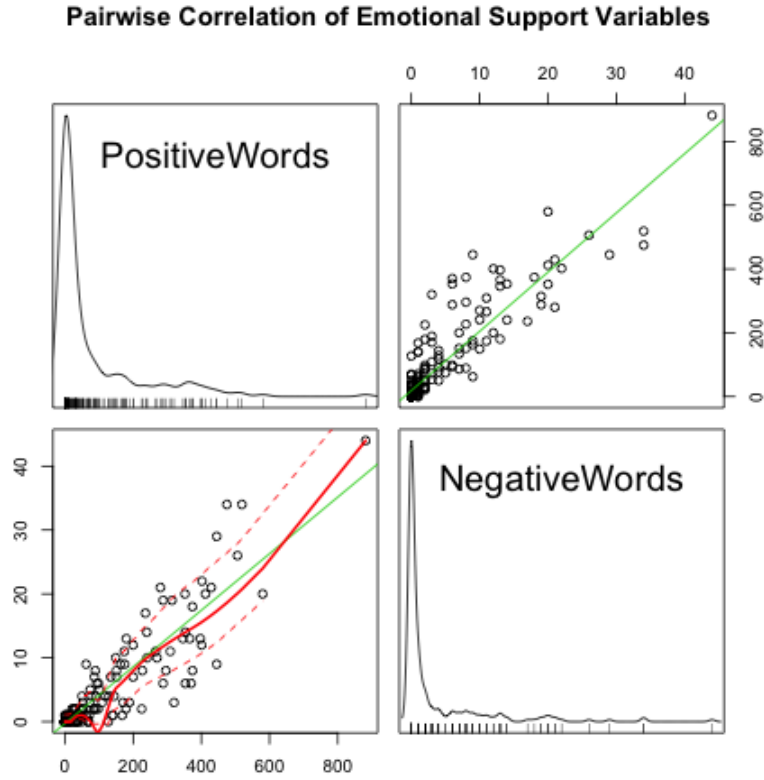 Pairwise Correlation of Emotional Support Variables
0 10 20 30 40
PositiveWords
800
600
400
200
0
40
30
20
10
0
NegativeWords
0 200 400 600 800